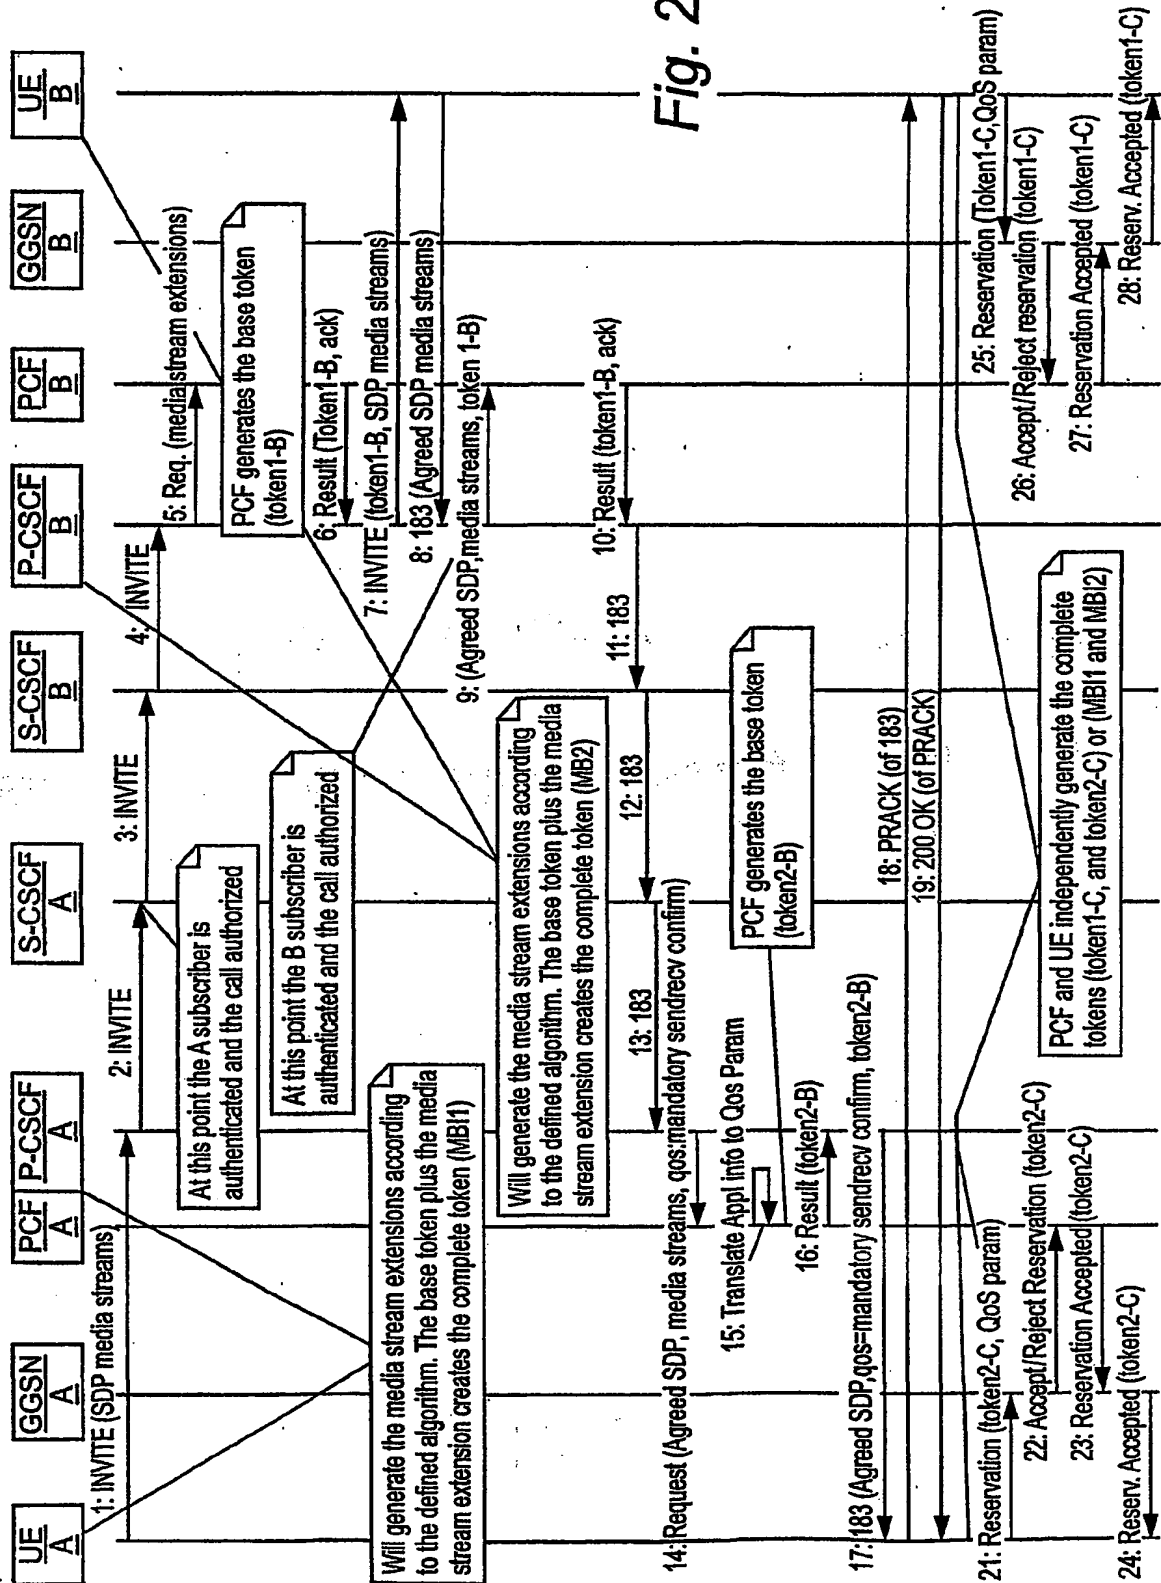 UE
A
GGSN
A
PCF
A
P-CSCF
A
S-CSCF
A
S-CSCF
B
P-CSCF
B
PCF
B
GGSN
B
UE
B
1: INVITE (SDP media streams)
2: INVITE
3: INVITE
4: INVITE
5: Req. (media stream extensions)
At this point the A subscriber is
authenticated and the call authorized
PCF generates the base token
(token1-B)
At this point the B subscriber is
authenticated and the call authorized
6: Result (Token1-B, ack)
7: INVITE (token1-B, SDP media streams)
Will generate the media stream extensions according
to the defined algorithm. The base token plus the media
stream extension creates the complete token (MBI1)
8: 183 (Agreed SDP media streams)
9: (Agreed SDP,media streams, token 1-B)
Will generate the media stream extensions according
to the defined algorithm. The base token plus the media
stream extension creates the complete token (MB2)
10: Result (token1-B, ack)
11: 183
12: 183
13: 183
14:Request (Agreed SDP, media streams, qos:mandatory sendrecv confirm)
15: Translate Appl info to Qos Param
PCF generates the base token
(token2-B)
16: Result (token2-B)
17:183 (Agreed SDP,qos=mandatory sendrecv confirm, token2-B)
18: PRACK (of 183)
19: 200 OK (of PRACK)
21: Reservation (token2-C, QoS param)
22: Accept/Reject Reservation (token2-C)
23: Reservation Accepted (token2-C)
24: Reserv. Accepted (token2-C)
PCF and UE independently generate the complete
tokens (token1-C, and token2-C) or (MBI1 and MBI2)
25: Reservation (Token1-C,QoS param)
26: Accept/Reject reservation (token1-C)
27: Reservation Accepted (token1-C)
28: Reserv. Accepted (token1-C)
Fig. 2